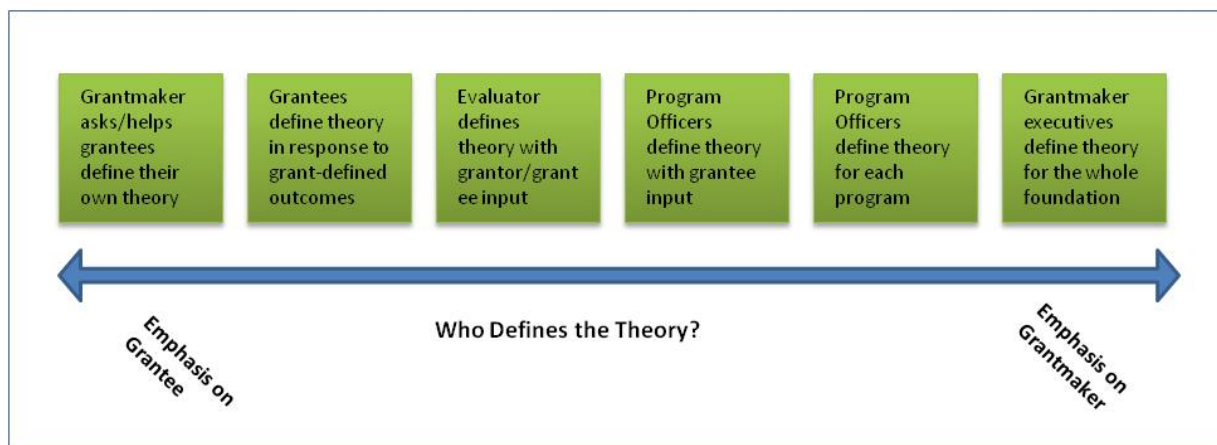 Grantmaker
asks/helps
grantees
define their
own theory
Grantees
define theory
in response to
grant-defined
outcomes
Evaluator
defines
theory with
grantor/grant
ee input
Program
Officers
define theory
with grantee
input
Program
Officers
define theory
for each
program
Grantmaker
executives
define theory
for the whole
foundation
Emphasis on
Grantee
Who Defines the Theory?
Emphasis on
Grantmaker